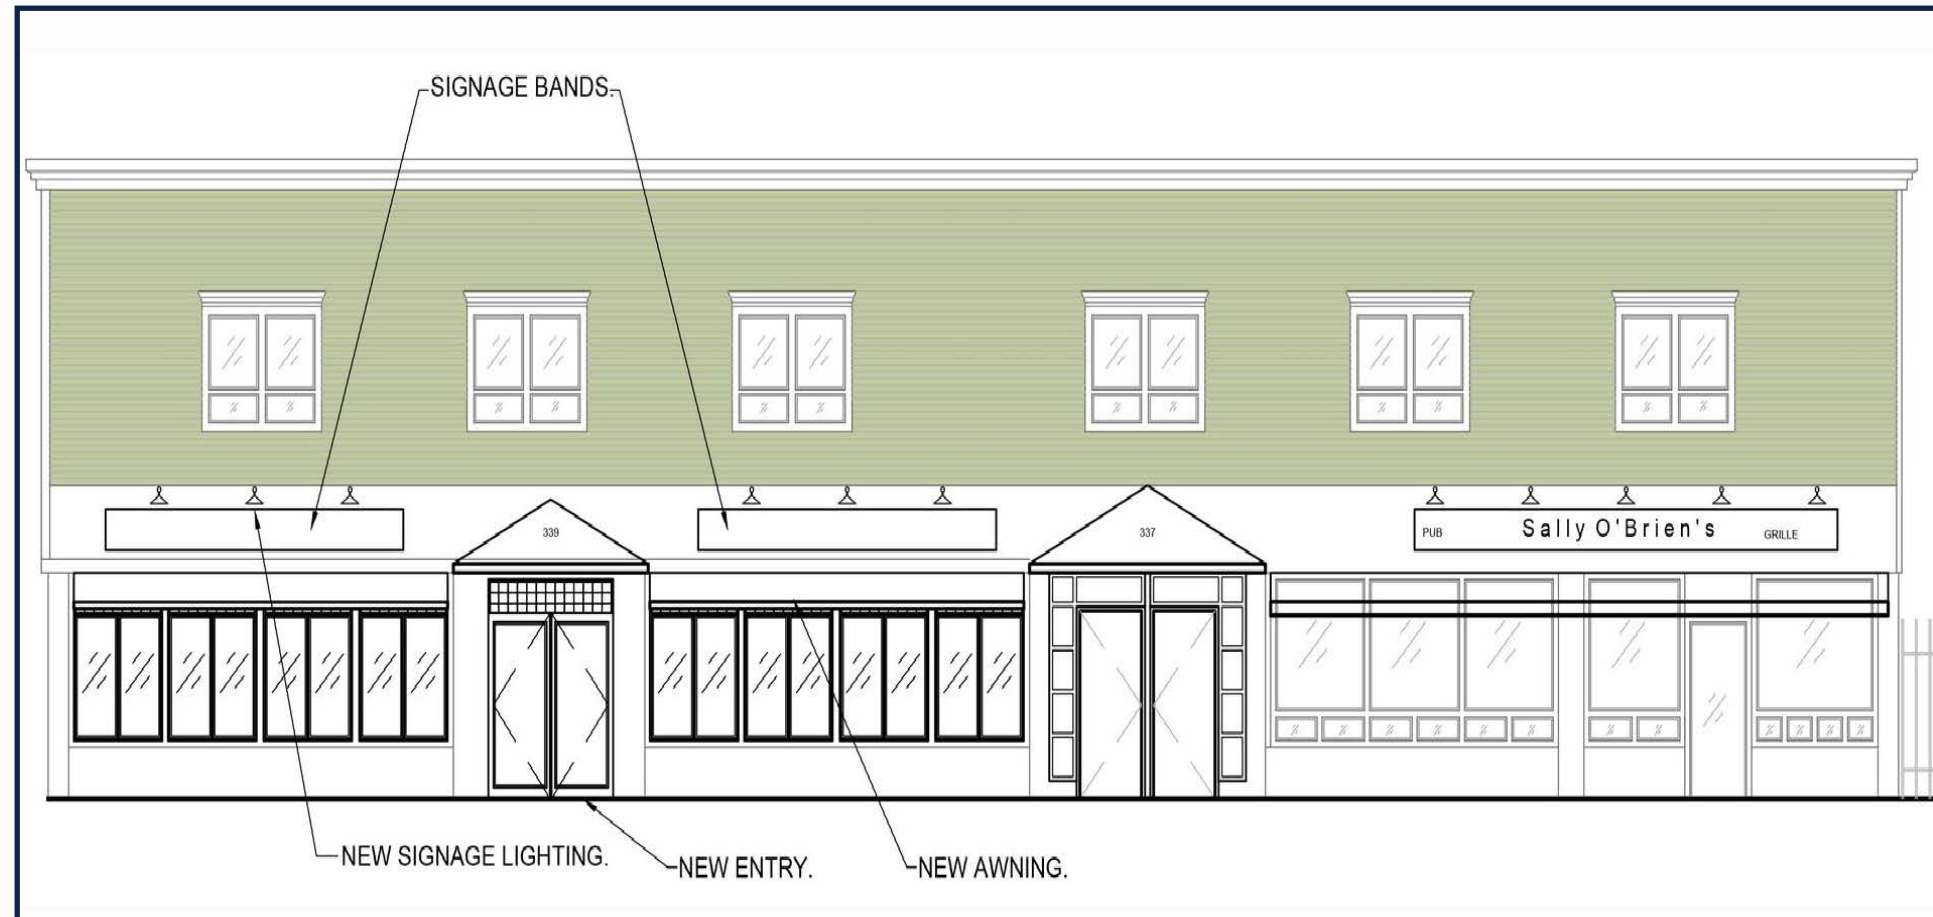 SIGNAGE BANDS.
339
337
PUB Sally O'Brien's GRILLE
NEW SIGNAGE LIGHTING.
NEW ENTRY.
NEW AWNING.